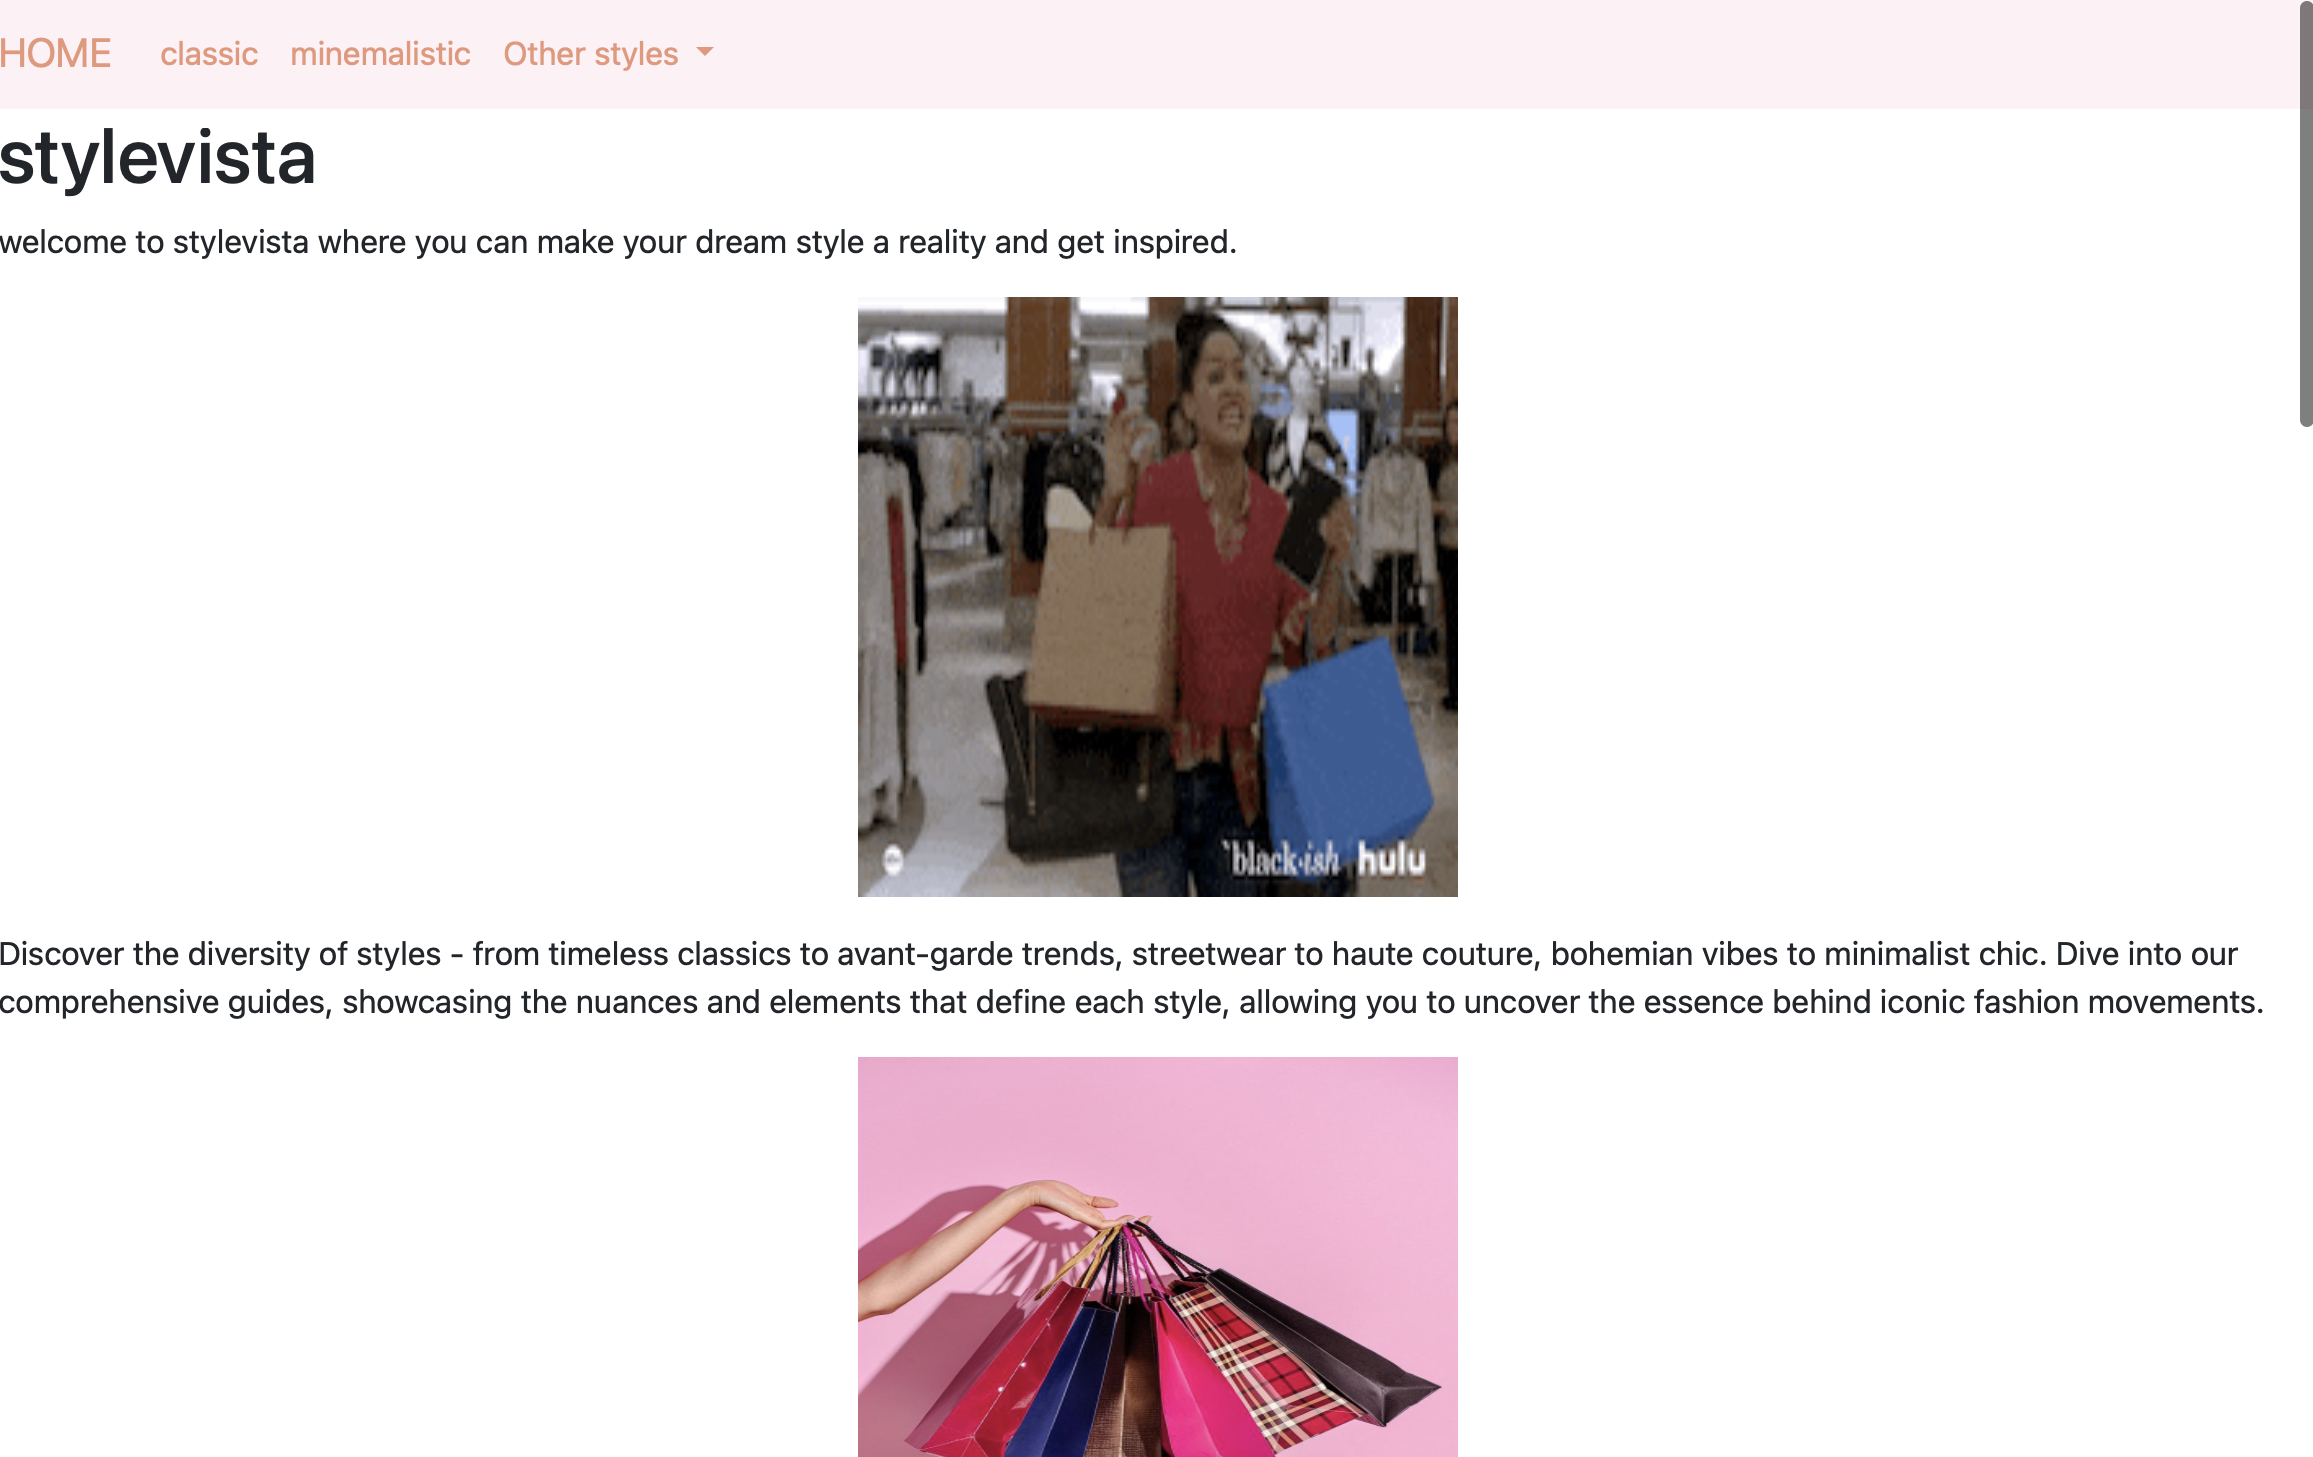 HOME classic minemalistic Other styles
stylevista
welcome to stylevista where you can make your dream style a reality and get inspired.
black·ish hulu
Discover the diversity of styles - from timeless classics to avant-garde trends, streetwear to haute couture, bohemian vibes to minimalist chic. Dive into our
comprehensive guides, showcasing the nuances and elements that define each style, allowing you to uncover the essence behind iconic fashion movements.